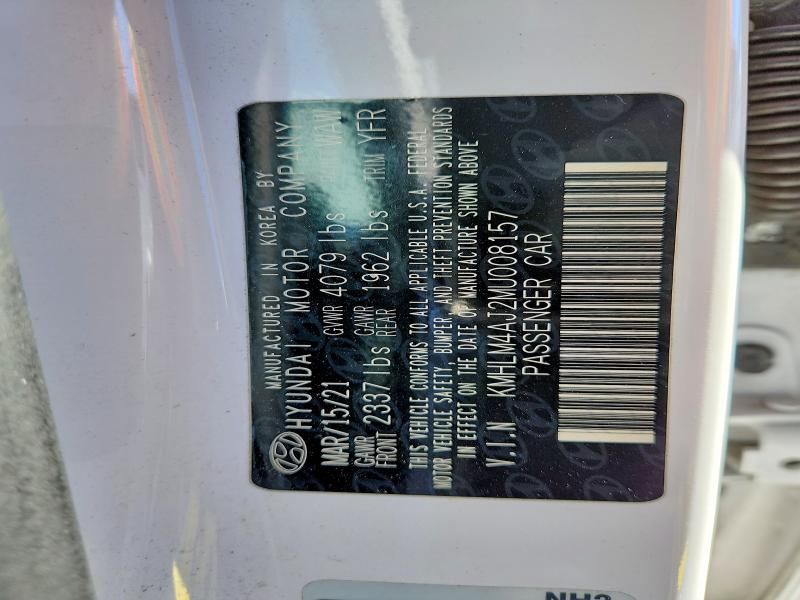 MANUFACTURED IN KOREA BY
HYUNDAI MOTOR COMPANY
MAR/15/21 GVWR 4079 lbs WAW
GAWR FRONT 2337 lbs GAWR REAR 1962 lbs TRIM YFR
THIS VEHICLE CONFORMS TO ALL APPLICABLE U.S.A. FEDERAL
MOTOR VEHICLE SAFETY, BUMPER, AND THEFT PREVENTION STANDARDS
IN EFFECT ON THE DATE OF MANUFACTURE SHOWN ABOVE
V.I.N KMHLM4AJ2MU008157
PASSENGER CAR